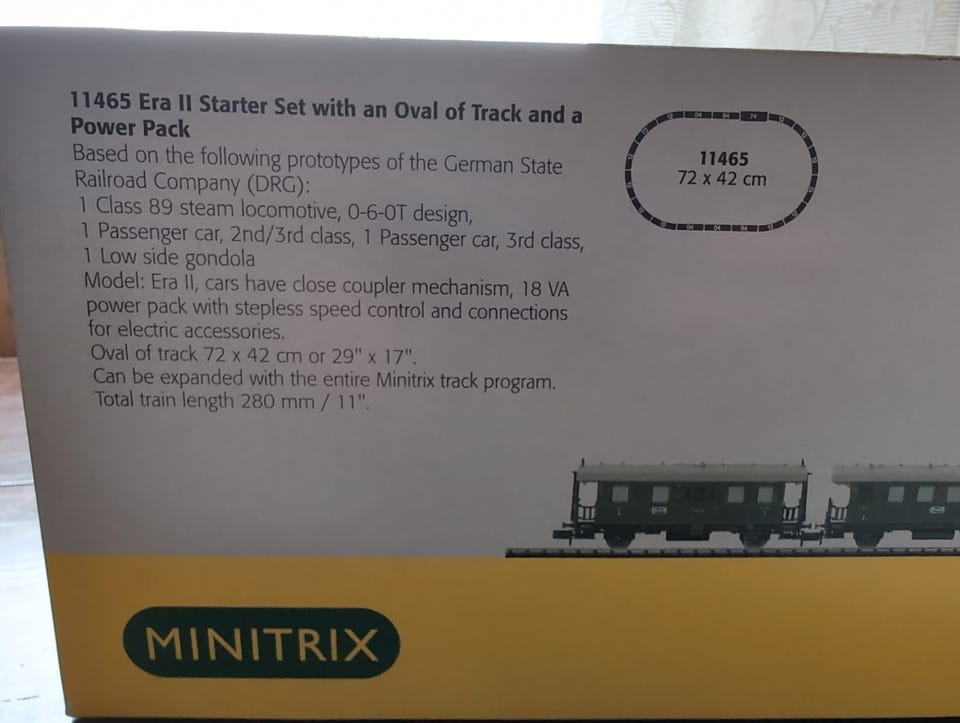 11465 Era II Starter Set with an Oval of Track and a
Power Pack
Based on the following prototypes of the German State
Railroad Company (DRG):
1 Class 89 steam locomotive, 0-6-0T design,
1 Passenger car, 2nd/3rd class, 1 Passenger car, 3rd class,
1 Low side gondola
Model: Era II, cars have close coupler mechanism, 18 VA
power pack with stepless speed control and connections
for electric accessories.
Oval of track 72 x 42 cm or 29" x 17".
Can be expanded with the entire Minitrix track program.
Total train length 280 mm / 11".
11465
72 x 42 cm
MINITRIX